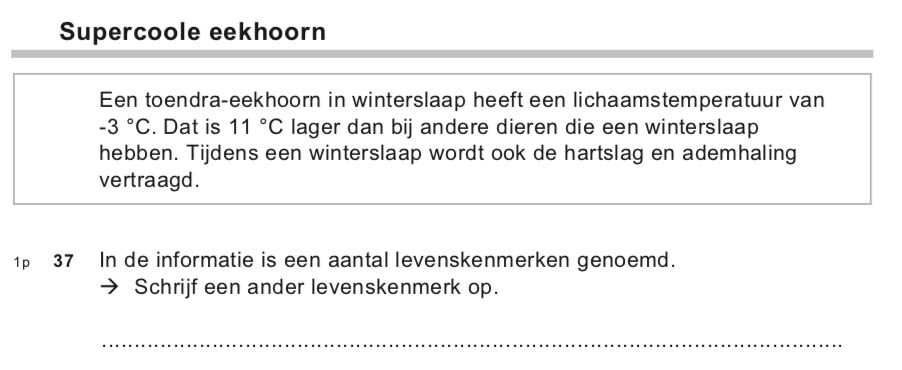 Supercoole eekhoorn
Een toendra-eekhoorn in winterslaap heeft een lichaamstemperatuur van
-3 °C. Dat is 11 °C lager dan bij andere dieren die een winterslaap
hebben. Tijdens een winterslaap wordt ook de hartslag en ademhaling
vertraagd.
1p 37 In de informatie is een aantal levenskenmerken genoemd.
→ Schrijf een ander levenskenmerk op.